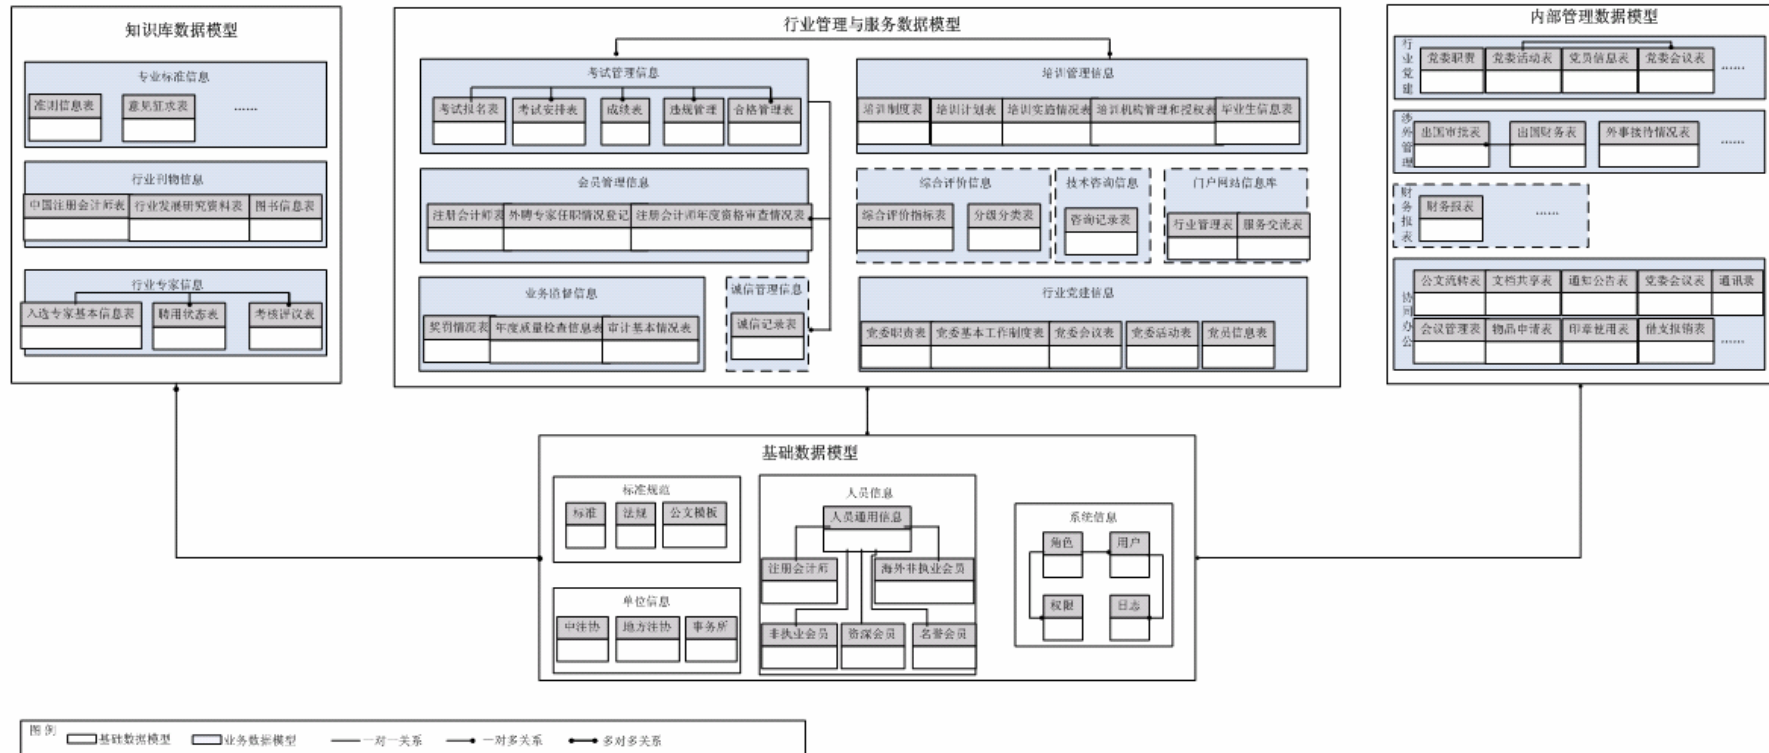 知识库数据模型
专业标准信息
准则信息表
意见征求表
……
行业刊物信息
中国注册会计师表
行业发展研究资料表
图书信息表
行业专家信息
入选专家基本信息表
聘用状态表
考核评议表
行业管理与服务数据模型
考试管理信息
考试报名表
考试安排表
成绩表
违规管理
合格管理表
培训管理信息
培训制度表
培训计划表
培训实施情况表
培训机构管理和授权表
毕业生信息表
会员管理信息
注册会计师表
外聘专家任职情况登记
注册会计师年度资格审查情况表
综合评价信息
综合评价指标表
分级分类表
技术咨询信息
咨询记录表
门户网站信息库
行业管理表
服务交流表
业务监督信息
奖罚情况表
年度质量检查信息表
审计基本情况表
诚信管理信息
诚信记录表
行业党建信息
党委职责表
党委基本工作制度表
党委会议表
党委活动表
党员信息表
内部管理数据模型
行业党建
党委职责
党委活动表
党员信息表
党委会议表
……
涉外管理
出国审批表
出国财务表
外事接待情况表
……
财务报表
财务报表
……
协同办公
公文流转表
文档共享表
通知公告表
党委会议表
通讯录
会议管理表
物品申请表
印章使用表
借支报销表
……
基础数据模型
标准规范
标准
法规
公文模板
单位信息
中注协
地方注协
事务所
人员信息
人员通用信息
注册会计师
海外非执业会员
非执业会员
资深会员
名誉会员
系统信息
角色
用户
权限
日志
图例
基础数据模型
业务数据模型
一对一关系
一对多关系
多对多关系